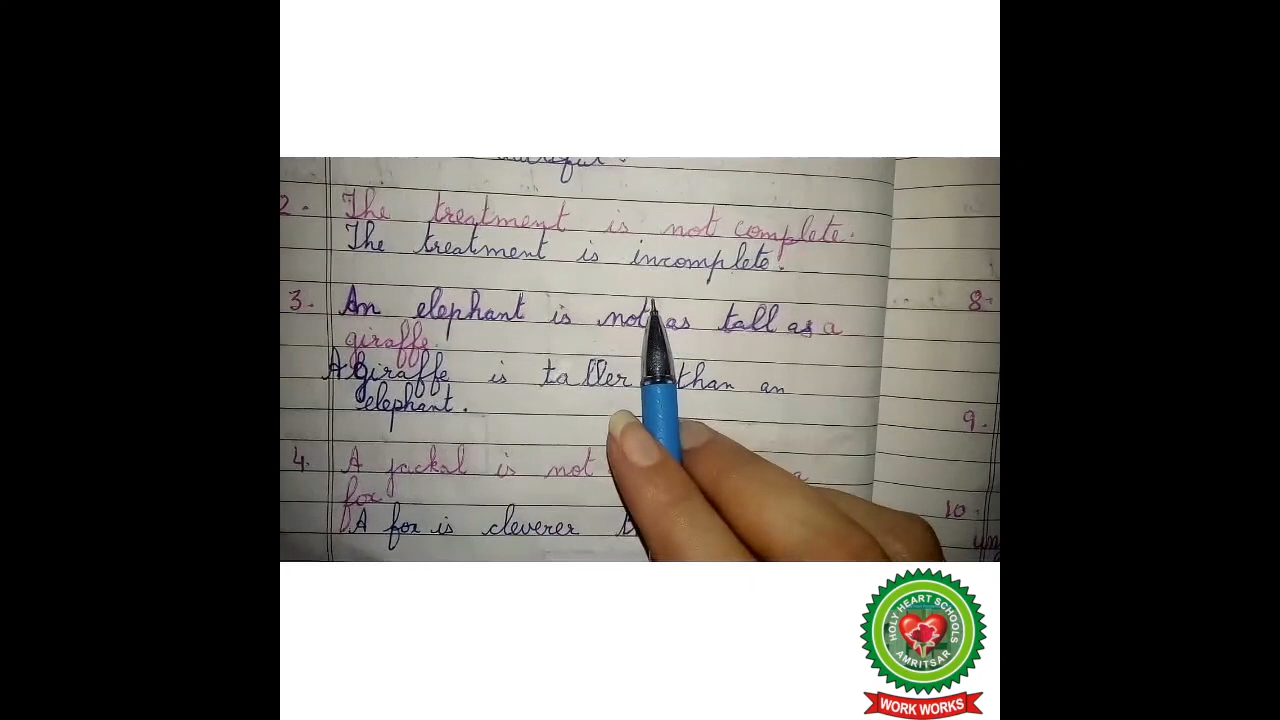 2. The treatment is not complete.
The treatment is incomplete.
3. An elephant is not as tall as a
giraffe.
A giraffe is taller than an
elephant.
4. A jackal is not a
fox.
A fox is cleverer
8.
9.
10.
HOLY HEART SCHOOLS
AMRITSAR
WORK WORKS